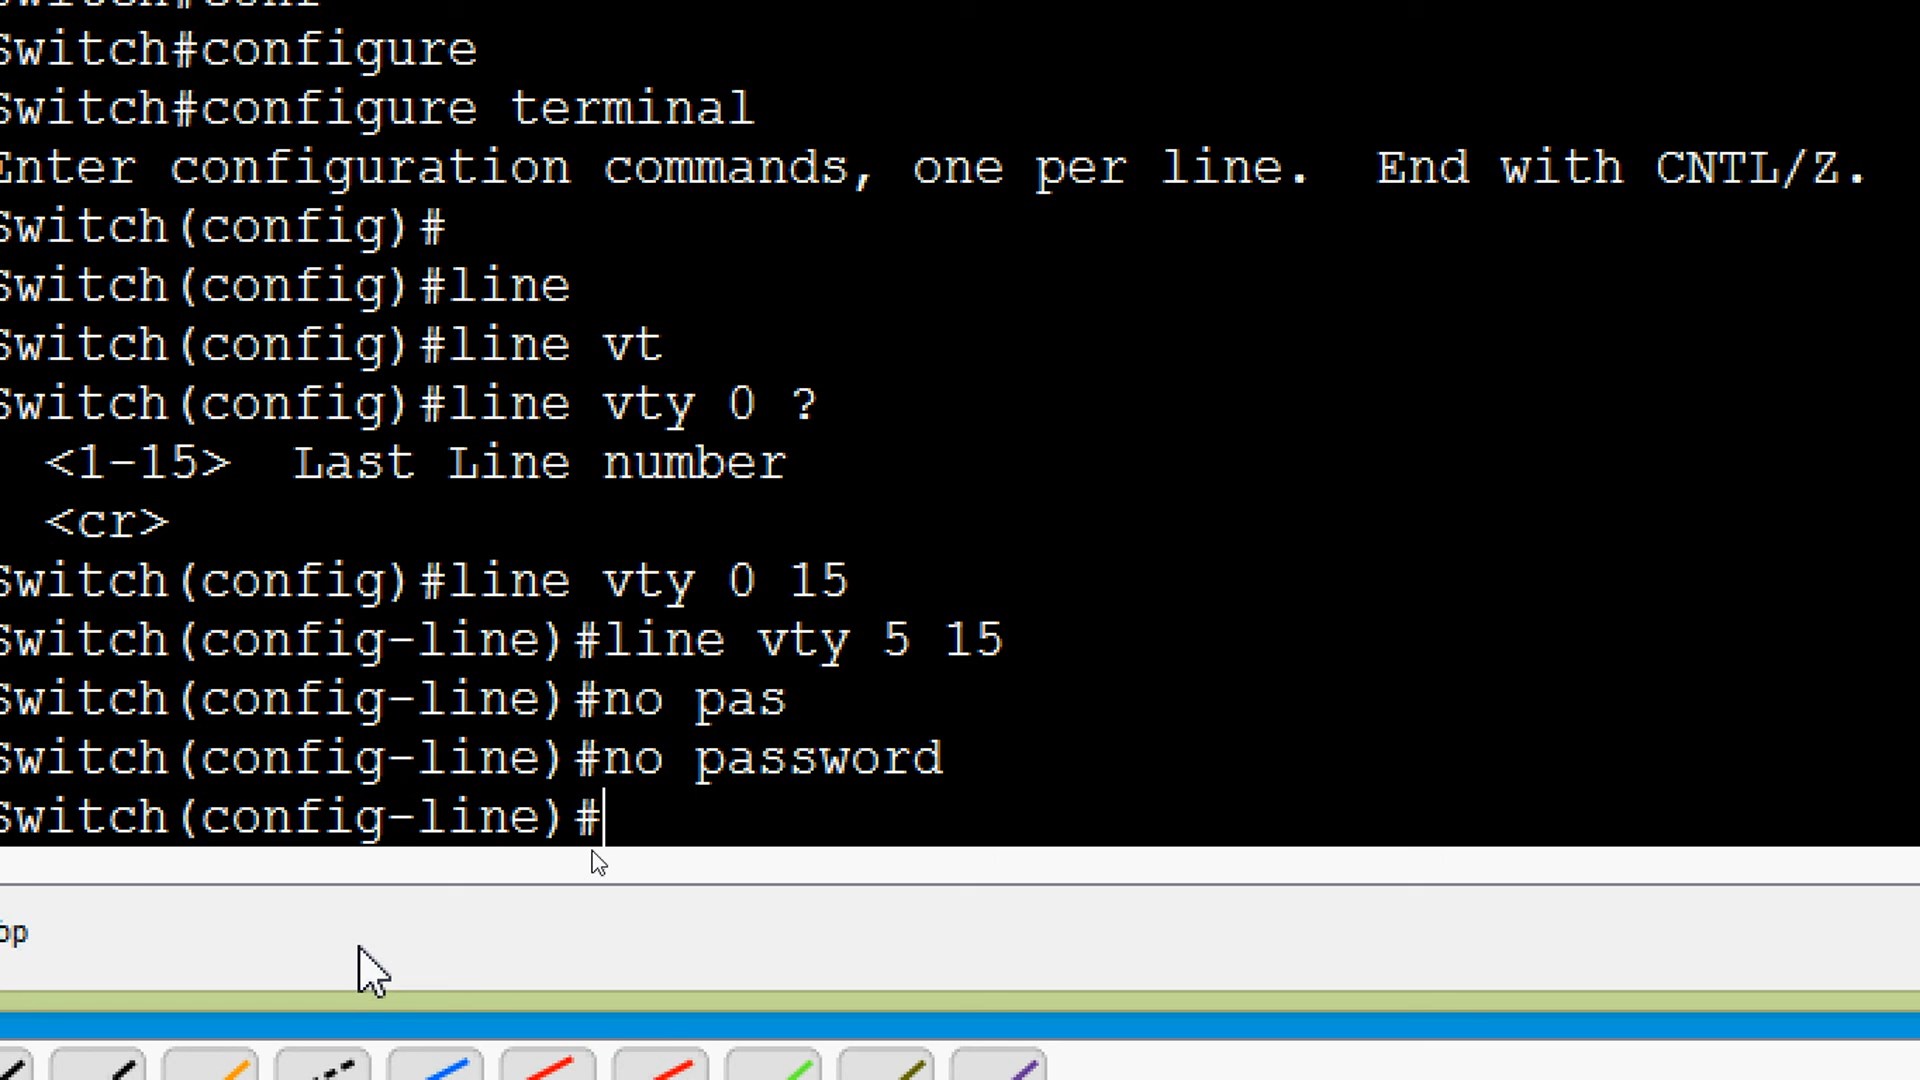 Switch#conf
Switch#configure
Switch#configure terminal
Enter configuration commands, one per line.  End with CNTL/Z.
Switch(config)#
Switch(config)#line
Switch(config)#line vt
Switch(config)#line vty 0 ?
  <1-15>  Last Line number
  <cr>
Switch(config)#line vty 0 15
Switch(config-line)#line vty 5 15
Switch(config-line)#no pas
Switch(config-line)#no password
Switch(config-line)#
op